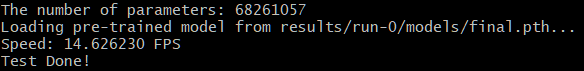 The number of parameters: 68261057
Loading pre-trained model from results/run-0/models/final.pth...
Speed: 14.626230 FPS
Test Done!